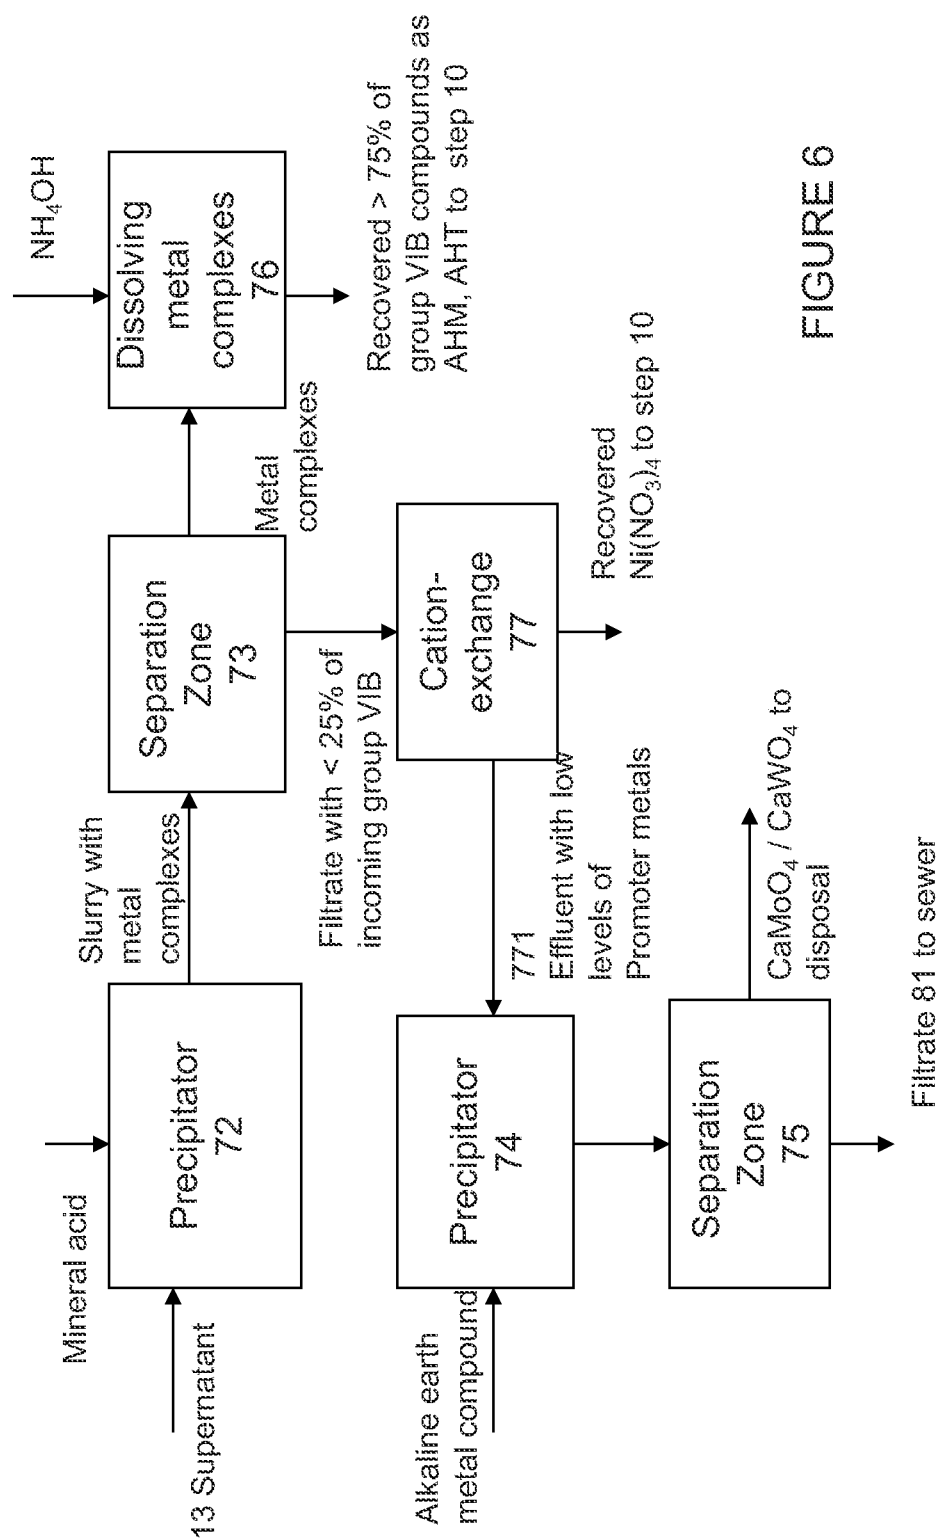 Mineral acid
13 Supernatant
Precipitator
72
Slurry with
metal
complexes
Separation
Zone
73
Metal
complexes
NH₄OH
Dissolving
metal
complexes
76
Recovered > 75% of
group VIB compounds as
AHM, AHT to step 10
Filtrate with < 25% of
incoming group VIB
Cation-
exchange
77
Recovered
Ni(NO₃)₄ to step 10
771
Effluent with low
levels of
Promoter metals
Alkaline earth
metal compound
Precipitator
74
Separation
Zone
75
CaMoO₄ / CaWO₄ to
disposal
Filtrate 81 to sewer
FIGURE 6